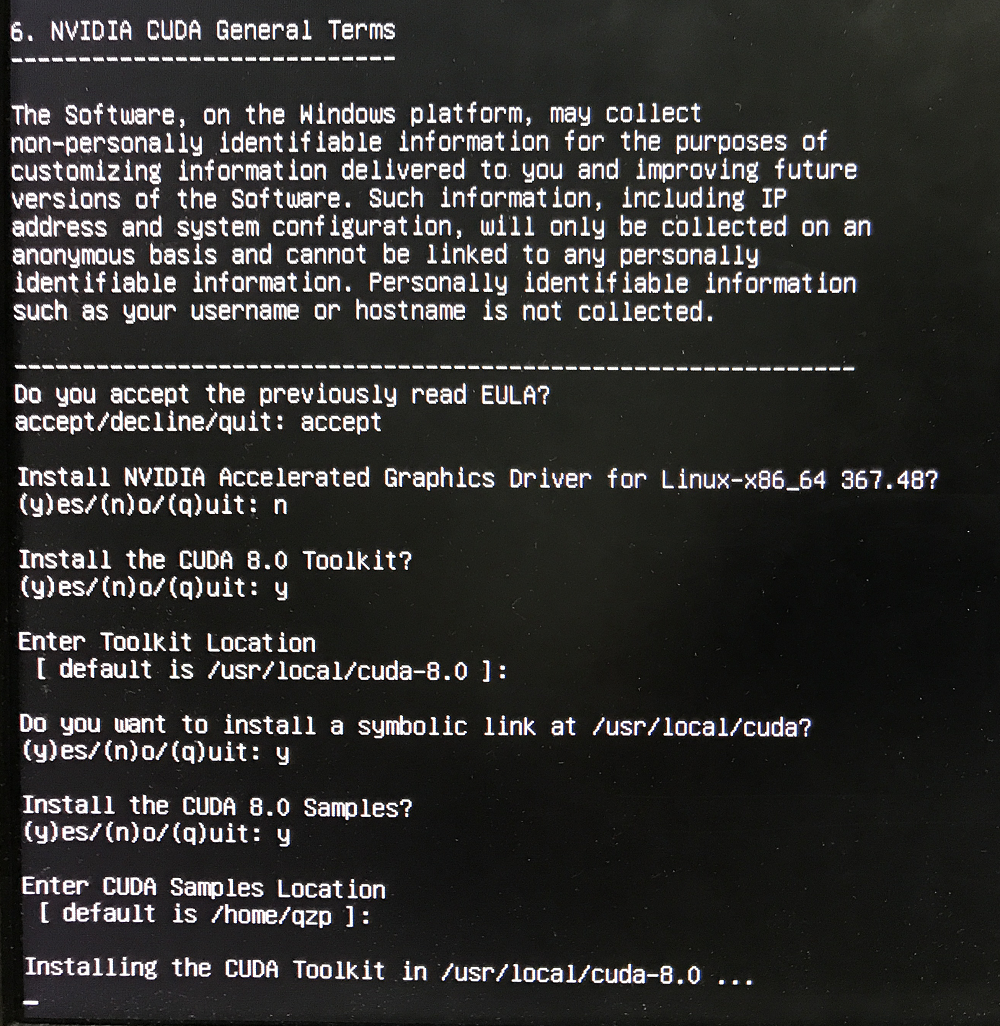 6. NVIDIA CUDA General Terms
----------------------------
The Software, on the Windows platform, may collect
non-personally identifiable information for the purposes of
customizing information delivered to you and improving future
versions of the Software. Such information, including IP
address and system configuration, will only be collected on an
anonymous basis and cannot be linked to any personally
identifiable information. Personally identifiable information
such as your username or hostname is not collected.
--------------------------------------------------------------
Do you accept the previously read EULA?
accept/decline/quit: accept
Install NVIDIA Accelerated Graphics Driver for Linux-x86_64 367.48?
(y)es/(n)o/(q)uit: n
Install the CUDA 8.0 Toolkit?
(y)es/(n)o/(q)uit: y
Enter Toolkit Location
[ default is /usr/local/cuda-8.0 ]:
Do you want to install a symbolic link at /usr/local/cuda?
(y)es/(n)o/(q)uit: y
Install the CUDA 8.0 Samples?
(y)es/(n)o/(q)uit: y
Enter CUDA Samples Location
[ default is /home/qzp ]:
Installing the CUDA Toolkit in /usr/local/cuda-8.0 ...
_